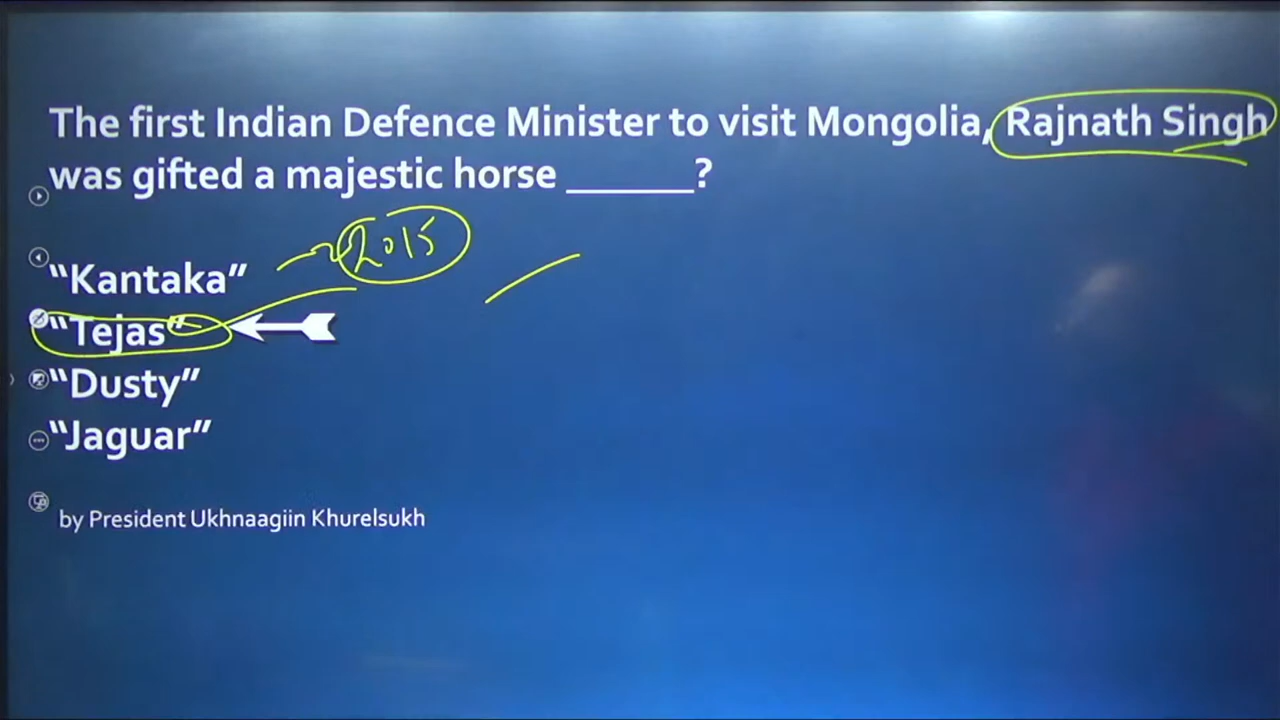 The first Indian Defence Minister to visit Mongolia, Rajnath Singh
was gifted a majestic horse ______?
2015
“Kantaka”
“Tejas”
“Dusty”
“Jaguar”
by President Ukhnaagiin Khurelsukh